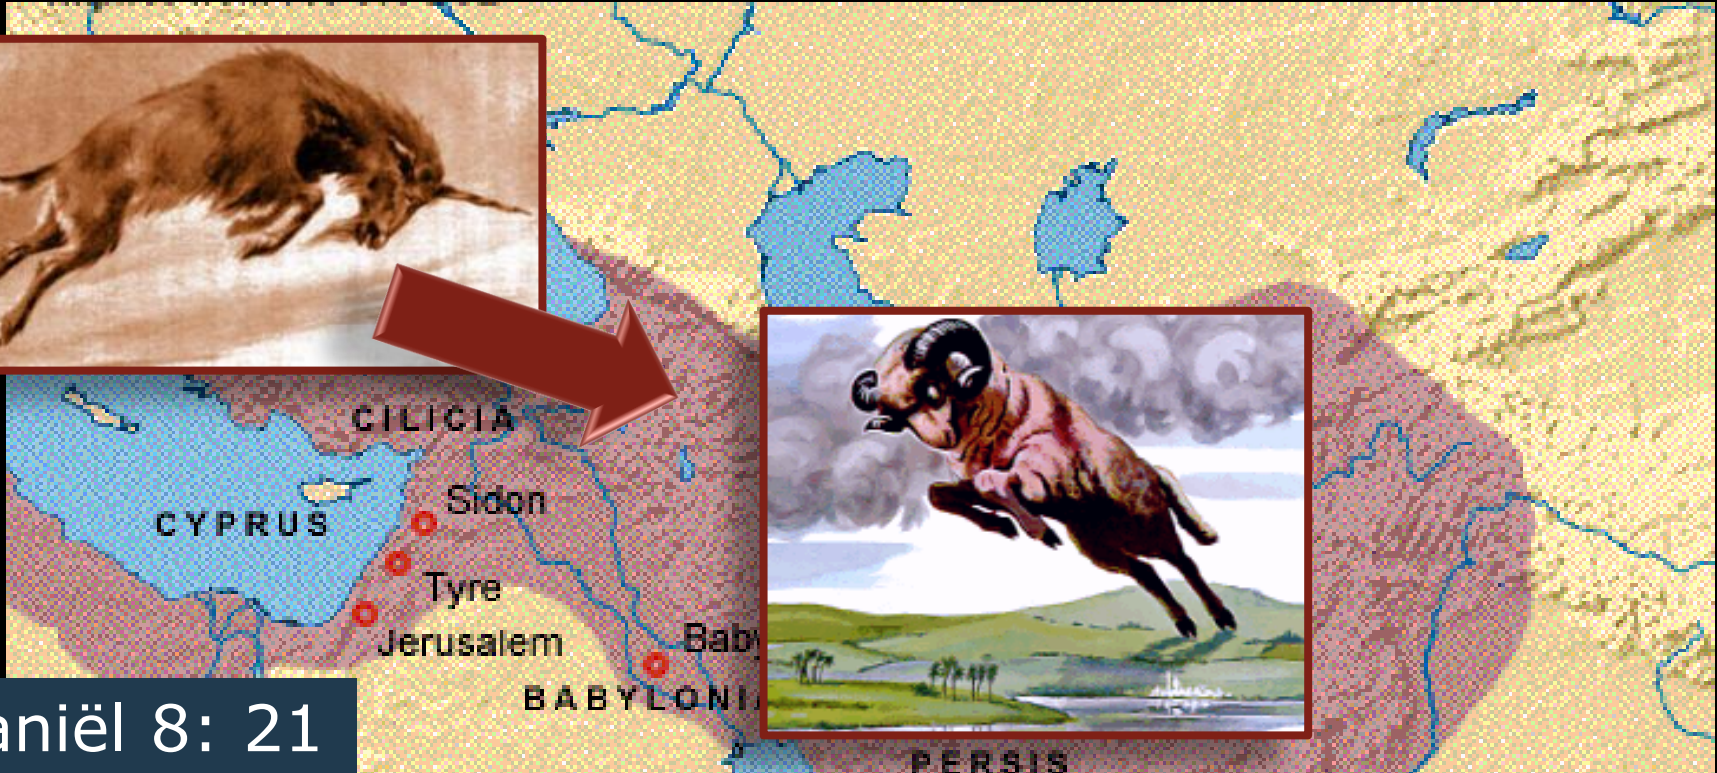 CILICIA
Sidon
CYPRUS
Tyre
Jerusalem
BABYLONI
aniël 8: 21
PERSIS